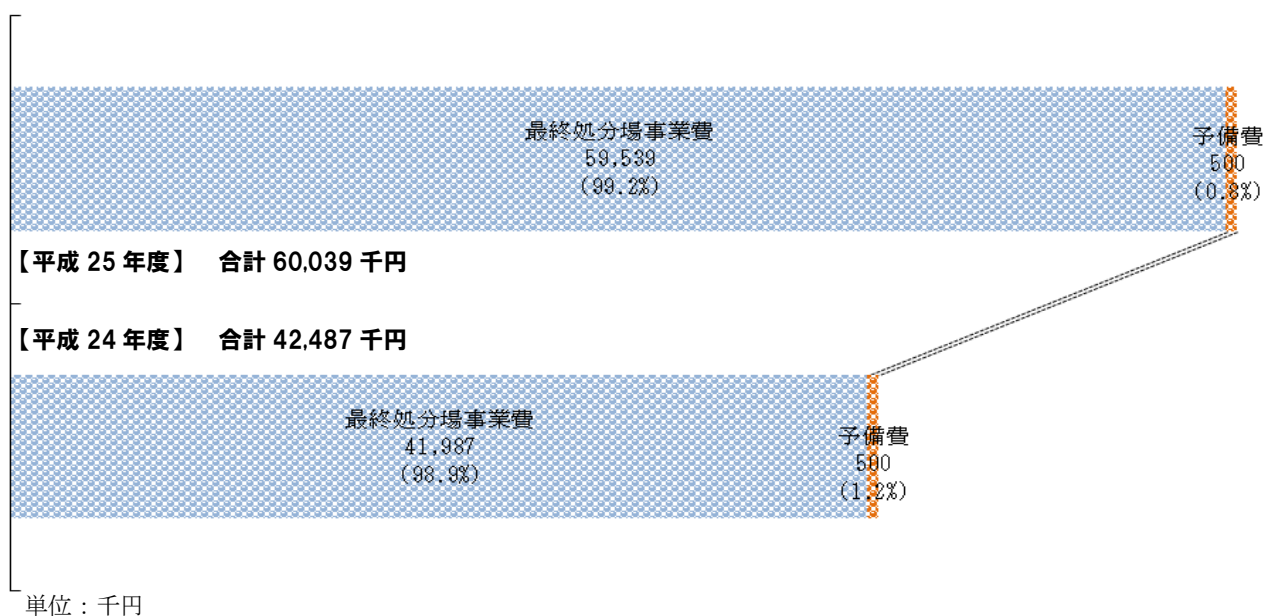 最終処分場事業費
59,539
(99.2%)
予備費
500
(0.8%)
【平成 25 年度】 合計 60,039 千円
【平成 24 年度】 合計 42,487 千円
最終処分場事業費
41,987
(98.9%)
予備費
500
(1.2%)
単位：千円